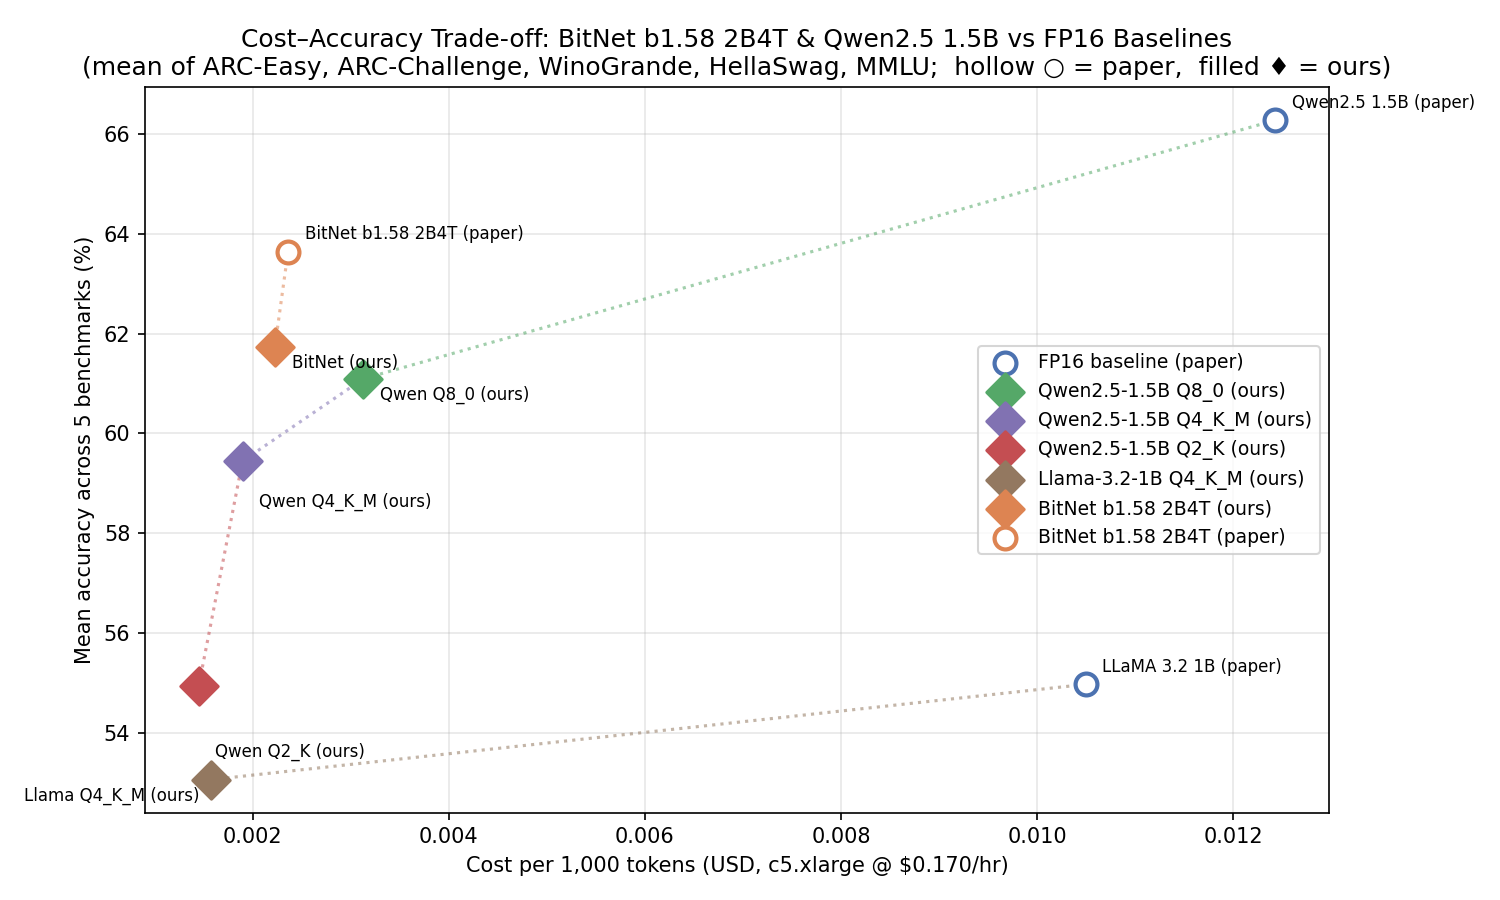 Cost–Accuracy Trade-off: BitNet b1.58 2B4T & Qwen2.5 1.5B vs FP16 Baselines
(mean of ARC-Easy, ARC-Challenge, WinoGrande, HellaSwag, MMLU;  hollow ○ = paper,  filled ♦ = ours)
Mean accuracy across 5 benchmarks (%)
66
64
62
60
58
56
54
Qwen2.5 1.5B (paper)
BitNet b1.58 2B4T (paper)
BitNet (ours)
Qwen Q8_0 (ours)
Qwen Q4_K_M (ours)
LLaMA 3.2 1B (paper)
Qwen Q2_K (ours)
Llama Q4_K_M (ours)
FP16 baseline (paper)
Qwen2.5-1.5B Q8_0 (ours)
Qwen2.5-1.5B Q4_K_M (ours)
Qwen2.5-1.5B Q2_K (ours)
Llama-3.2-1B Q4_K_M (ours)
BitNet b1.58 2B4T (ours)
BitNet b1.58 2B4T (paper)
0.002 0.004 0.006 0.008 0.010 0.012
Cost per 1,000 tokens (USD, c5.xlarge @ $0.170/hr)